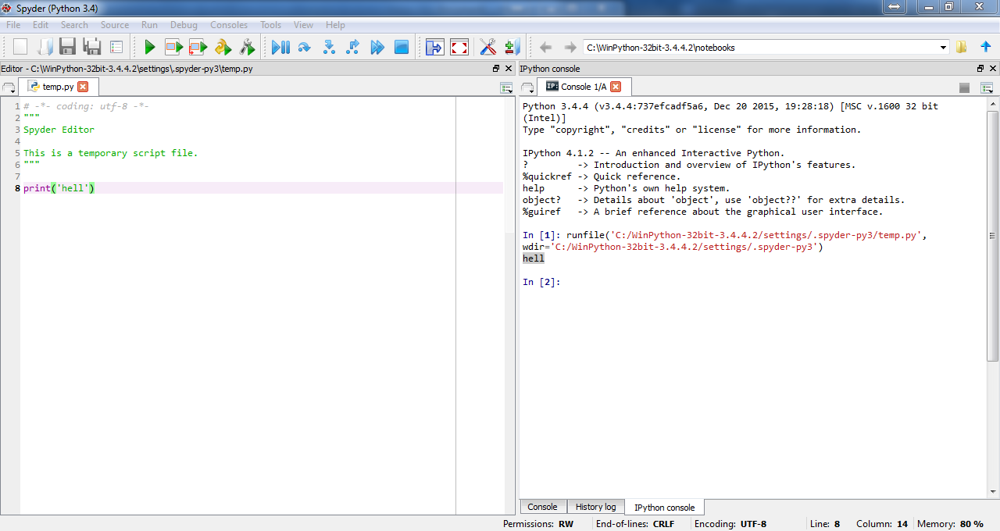 Spyder (Python 3.4)
File Edit Search Source Run Debug Consoles Tools View Help
C:\WinPython-32bit-3.4.4.2\notebooks
Editor - C:\WinPython-32bit-3.4.4.2\settings\.spyder-py3\temp.py
temp.py
1 # -*- coding: utf-8 -*-
2 """
3 Spyder Editor
4
5 This is a temporary script file.
6 """
7
8 print('hell')
IPython console
IP: Console 1/A
Python 3.4.4 (v3.4.4:737efcadf5a6, Dec 20 2015, 19:28:18) [MSC v.1600 32 bit
(Intel)]
Type "copyright", "credits" or "license" for more information.
IPython 4.1.2 -- An enhanced Interactive Python.
? -> Introduction and overview of IPython's features.
%quickref -> Quick reference.
help -> Python's own help system.
object? -> Details about 'object', use 'object??' for extra details.
%guiref -> A brief reference about the graphical user interface.
In [1]: runfile('C:/WinPython-32bit-3.4.4.2/settings/.spyder-py3/temp.py',
wdir='C:/WinPython-32bit-3.4.4.2/settings/.spyder-py3')
hell
In [2]:
Console History log IPython console
Permissions: RW End-of-lines: CRLF Encoding: UTF-8 Line: 8 Column: 14 Memory: 80 %